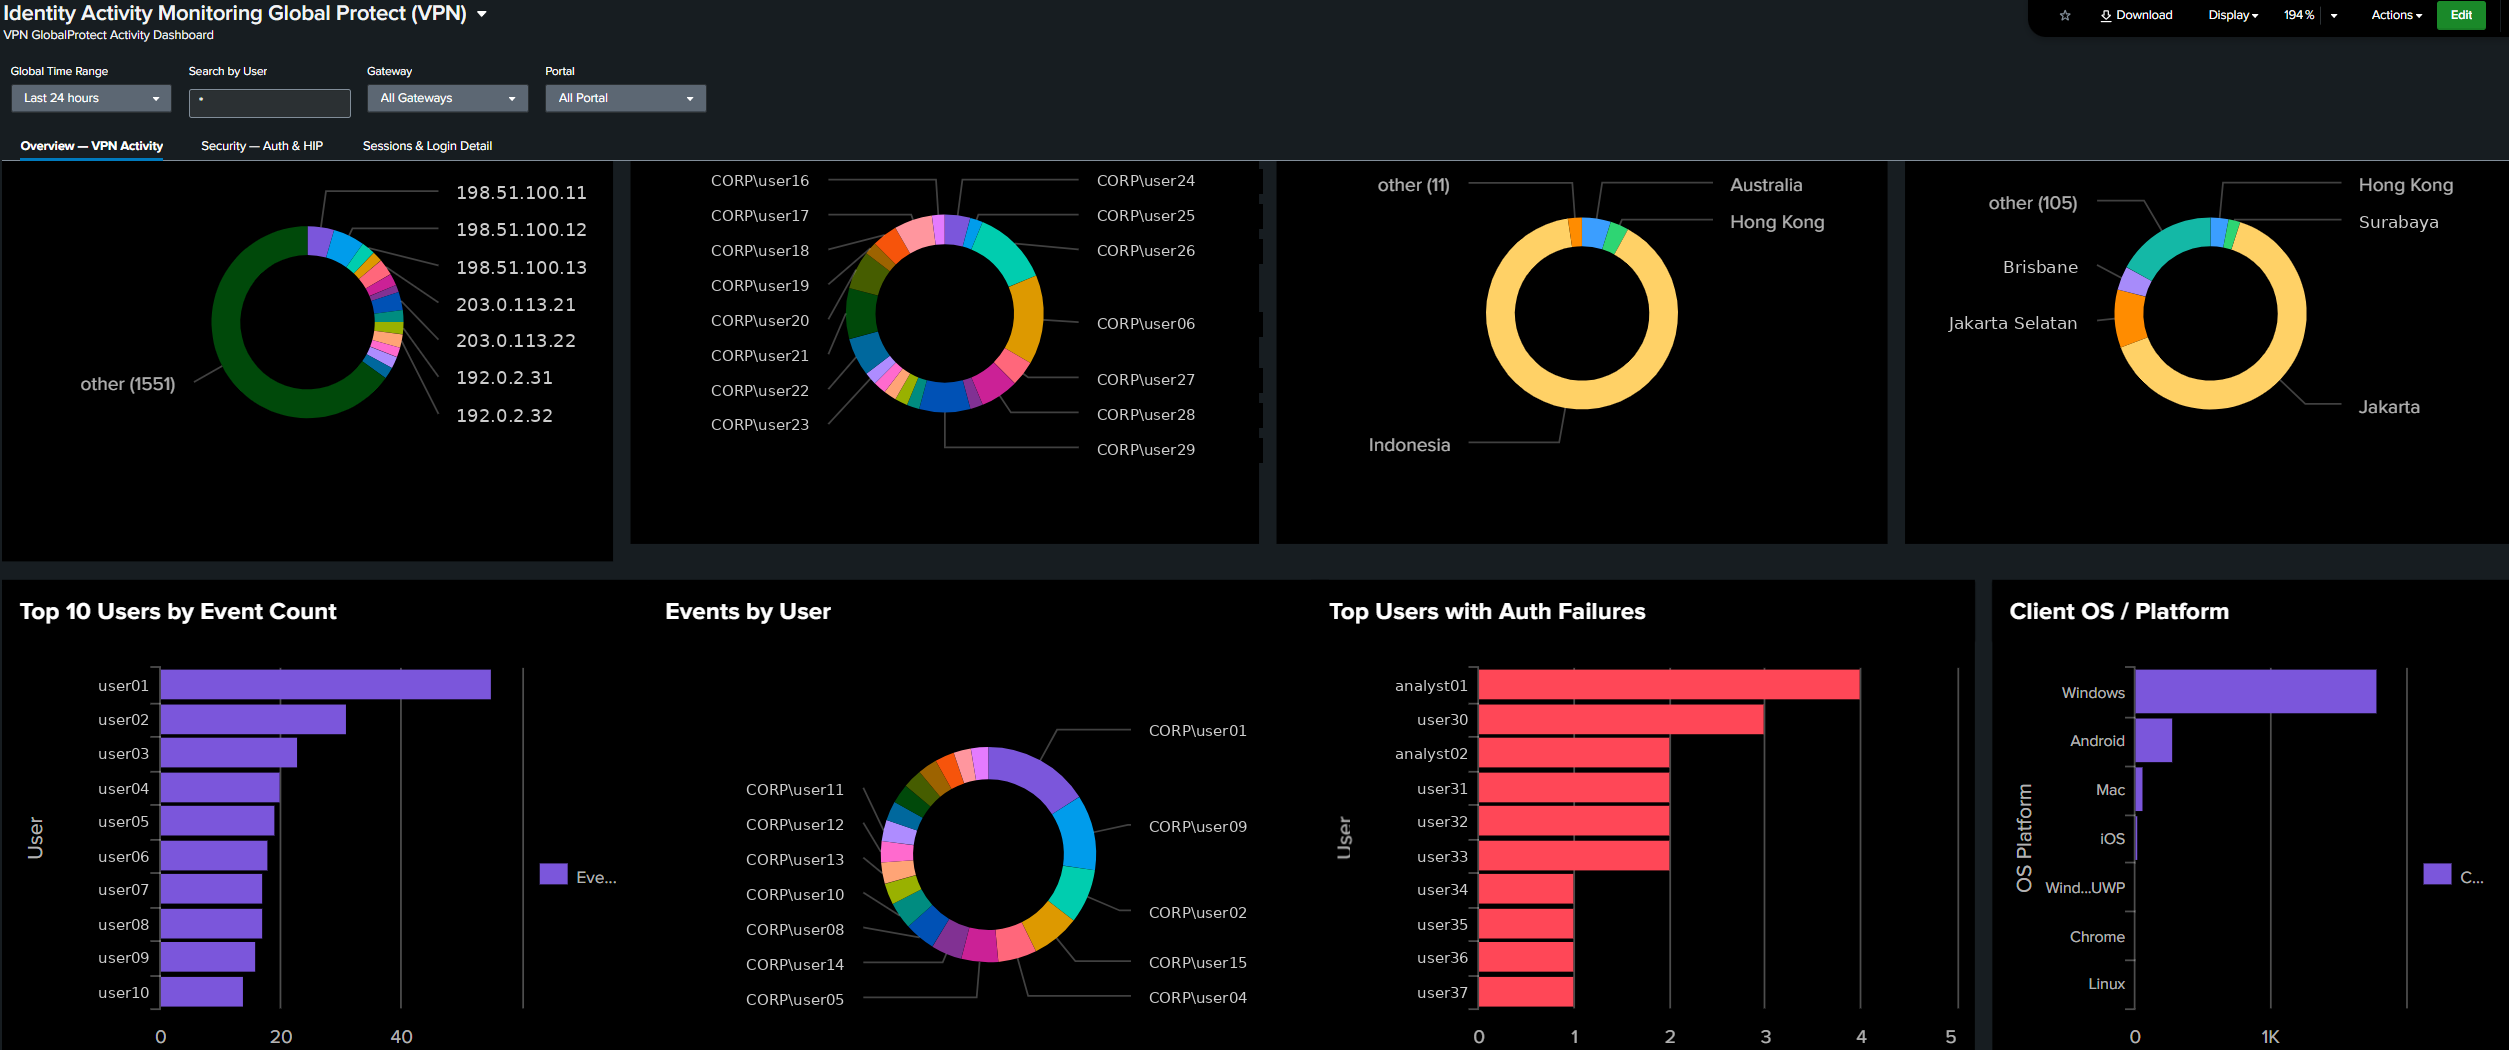 Identity Activity Monitoring Global Protect (VPN)
VPN GlobalProtect Activity Dashboard
Download
Display
194%
Actions
Edit
Global Time Range
Search by User
Gateway
Portal
Last 24 hours
*
All Gateways
All Portal
Overview — VPN Activity
Security — Auth & HIP
Sessions & Login Detail
198.51.100.11
198.51.100.12
198.51.100.13
203.0.113.21
203.0.113.22
192.0.2.31
192.0.2.32
other (1551)
CORP\user16
CORP\user17
CORP\user18
CORP\user19
CORP\user20
CORP\user21
CORP\user22
CORP\user23
CORP\user24
CORP\user25
CORP\user26
CORP\user06
CORP\user27
CORP\user28
CORP\user29
other (11)
Australia
Hong Kong
Indonesia
other (105)
Brisbane
Jakarta Selatan
Hong Kong
Surabaya
Jakarta
Top 10 Users by Event Count
User
user01
user02
user03
user04
user05
user06
user07
user08
user09
user10
0
20
40
Eve...
Events by User
CORP\user11
CORP\user12
CORP\user13
CORP\user10
CORP\user08
CORP\user14
CORP\user05
CORP\user01
CORP\user09
CORP\user02
CORP\user15
CORP\user04
Top Users with Auth Failures
User
analyst01
user30
analyst02
user31
user32
user33
user34
user35
user36
user37
0
1
2
3
4
5
Client OS / Platform
OS Platform
Windows
Android
Mac
iOS
Wind...UWP
Chrome
Linux
0
1K
C...